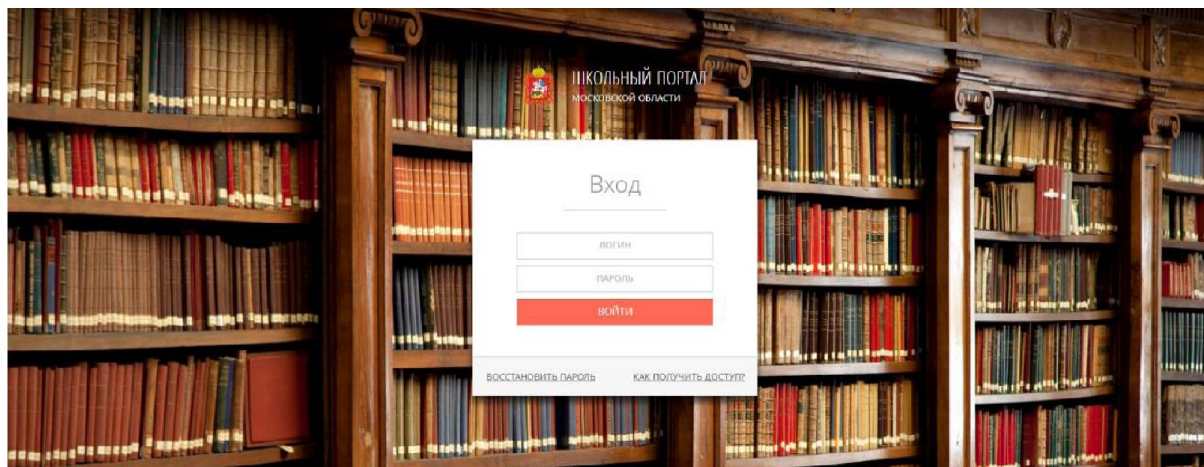 ШКОЛЬНЫЙ ПОРТАЛ
МОСКОВСКОЙ ОБЛАСТИ
Вход
ЛОГИН
ПАРОЛЬ
ВОЙТИ
ВОССТАНОВИТЬ ПАРОЛЬ
КАК ПОЛУЧИТЬ ДОСТУП?